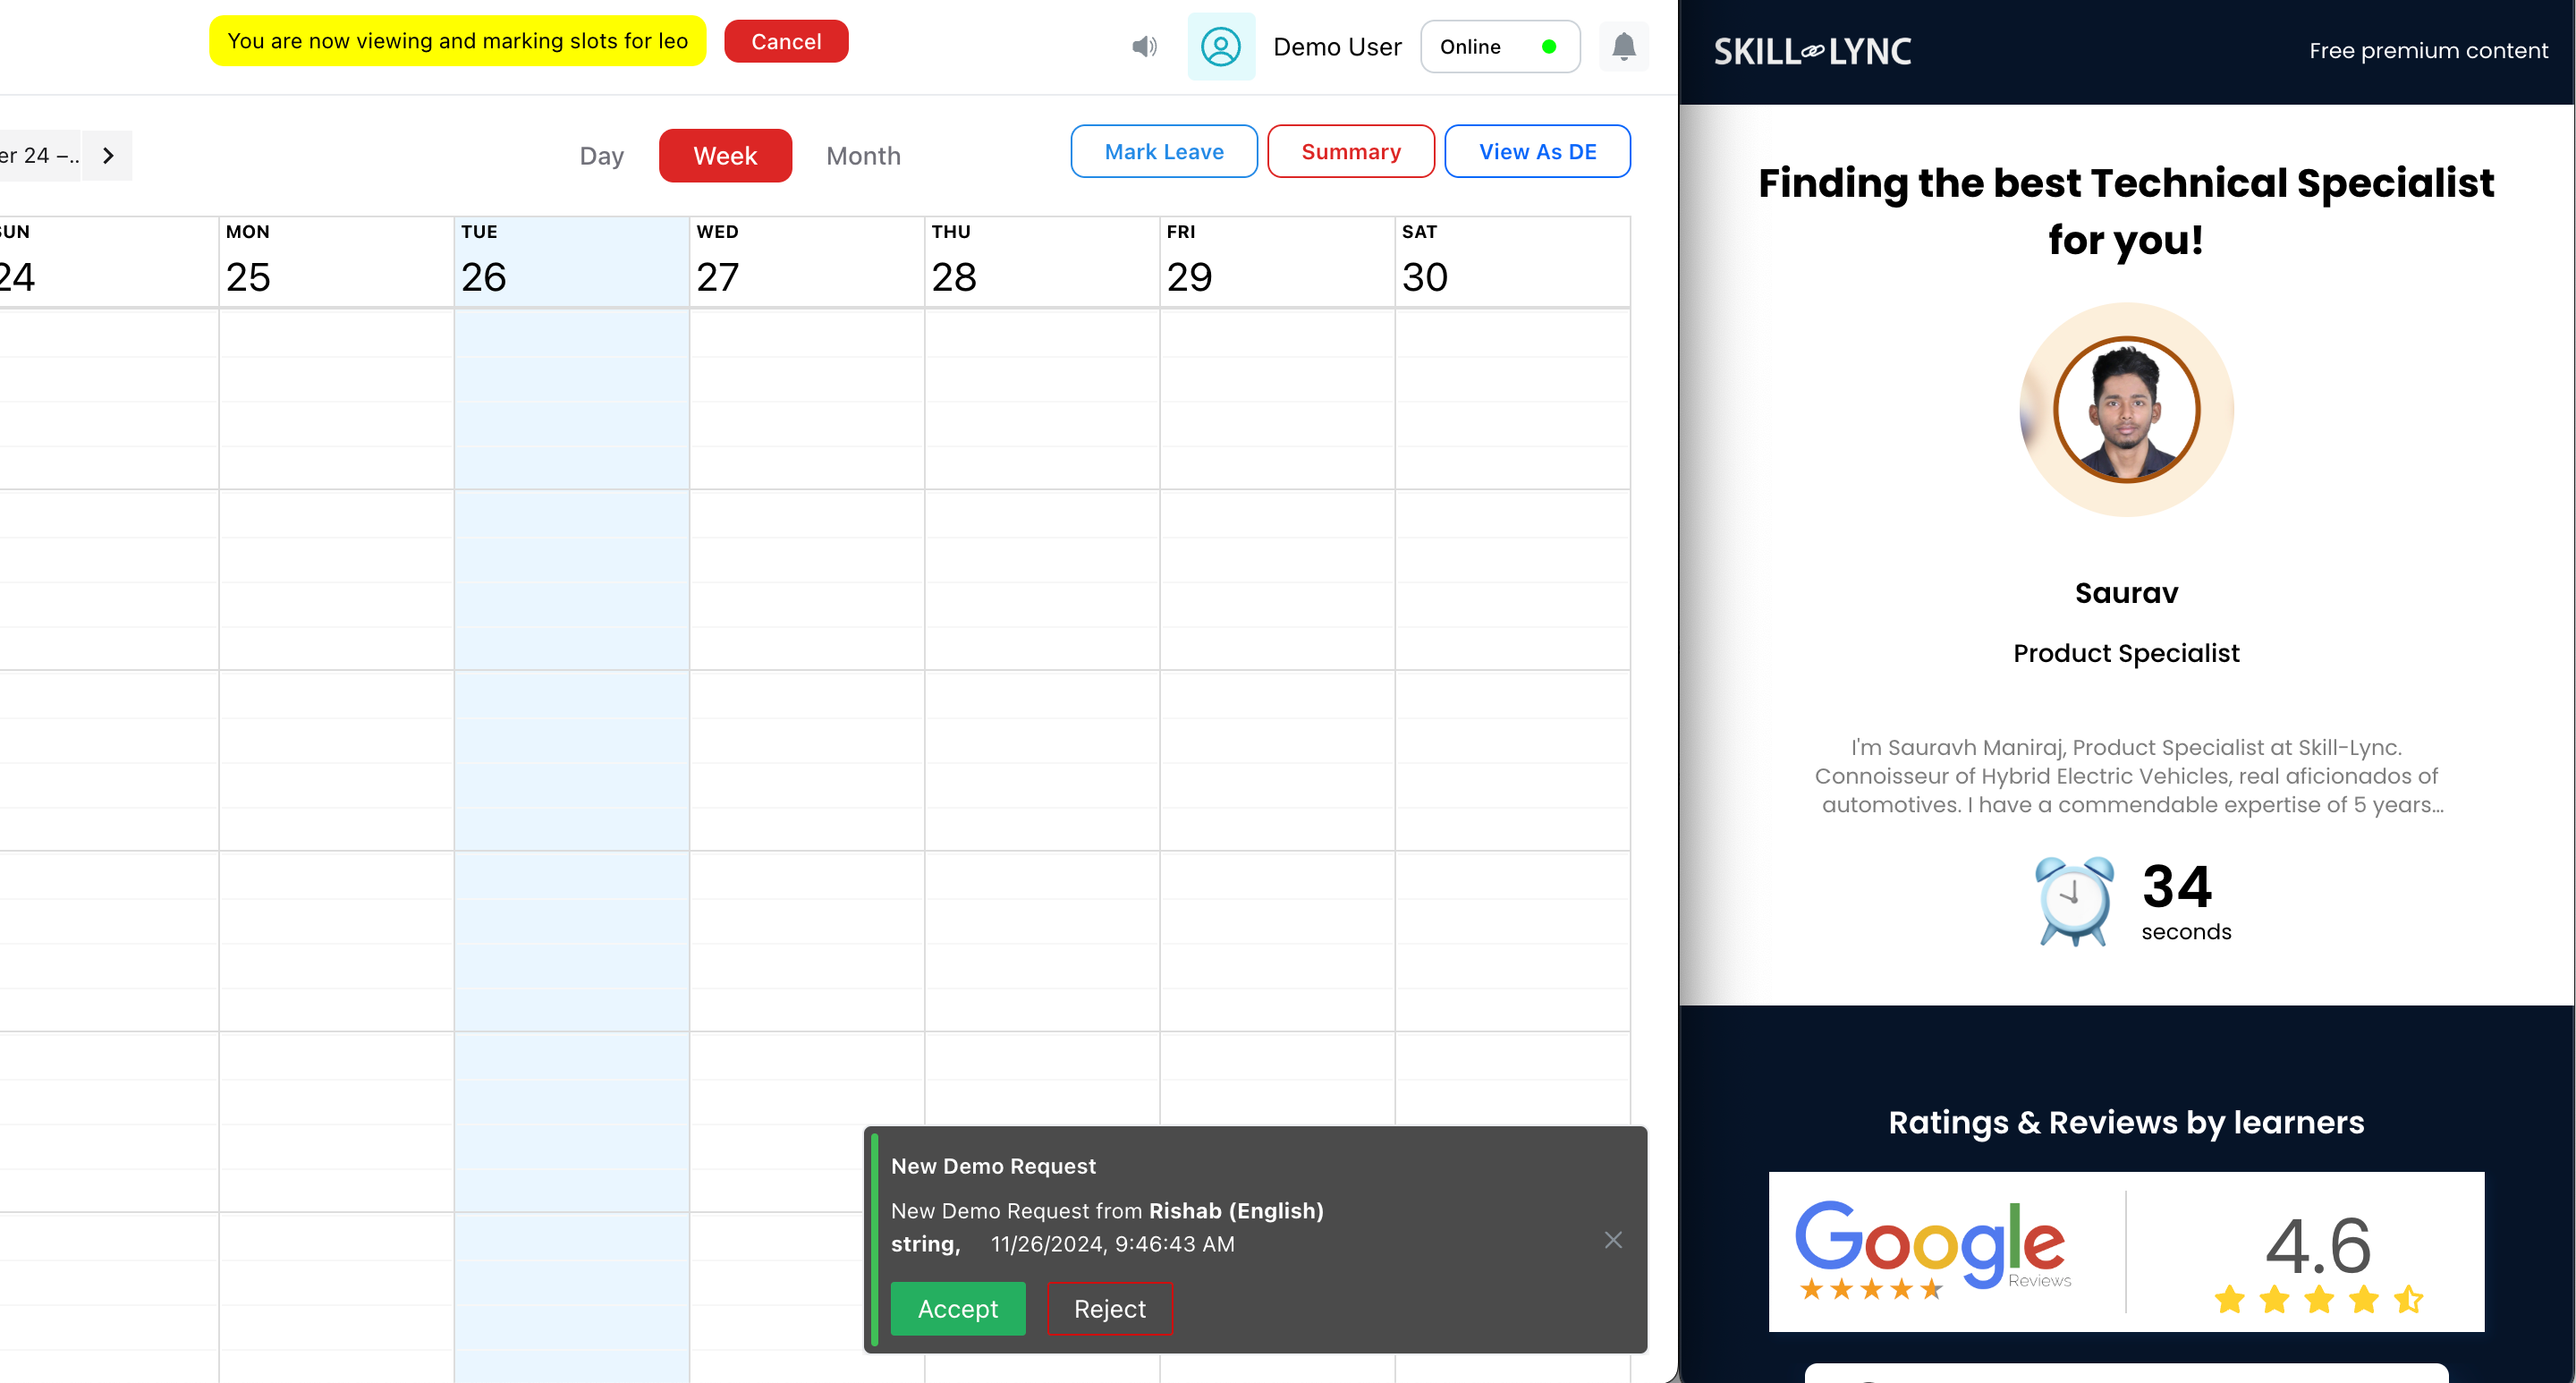 You are now viewing and marking slots for leo
Cancel
Demo User
Online
er 24 –..
Day
Week
Month
Mark Leave
Summary
View As DE
SUN
MON
TUE
WED
THU
FRI
SAT
24
25
26
27
28
29
30
New Demo Request
New Demo Request from Rishab (English)
string, 11/26/2024, 9:46:43 AM
Accept
Reject
SKILL LYNC
Free premium content
Finding the best Technical Specialist
for you!
Saurav
Product Specialist
I'm Sauravh Maniraj, Product Specialist at Skill-Lync.
Connoisseur of Hybrid Electric Vehicles, real aficionados of
automotives. I have a commendable expertise of 5 years...
34
seconds
Ratings & Reviews by learners
Google
Reviews
4.6